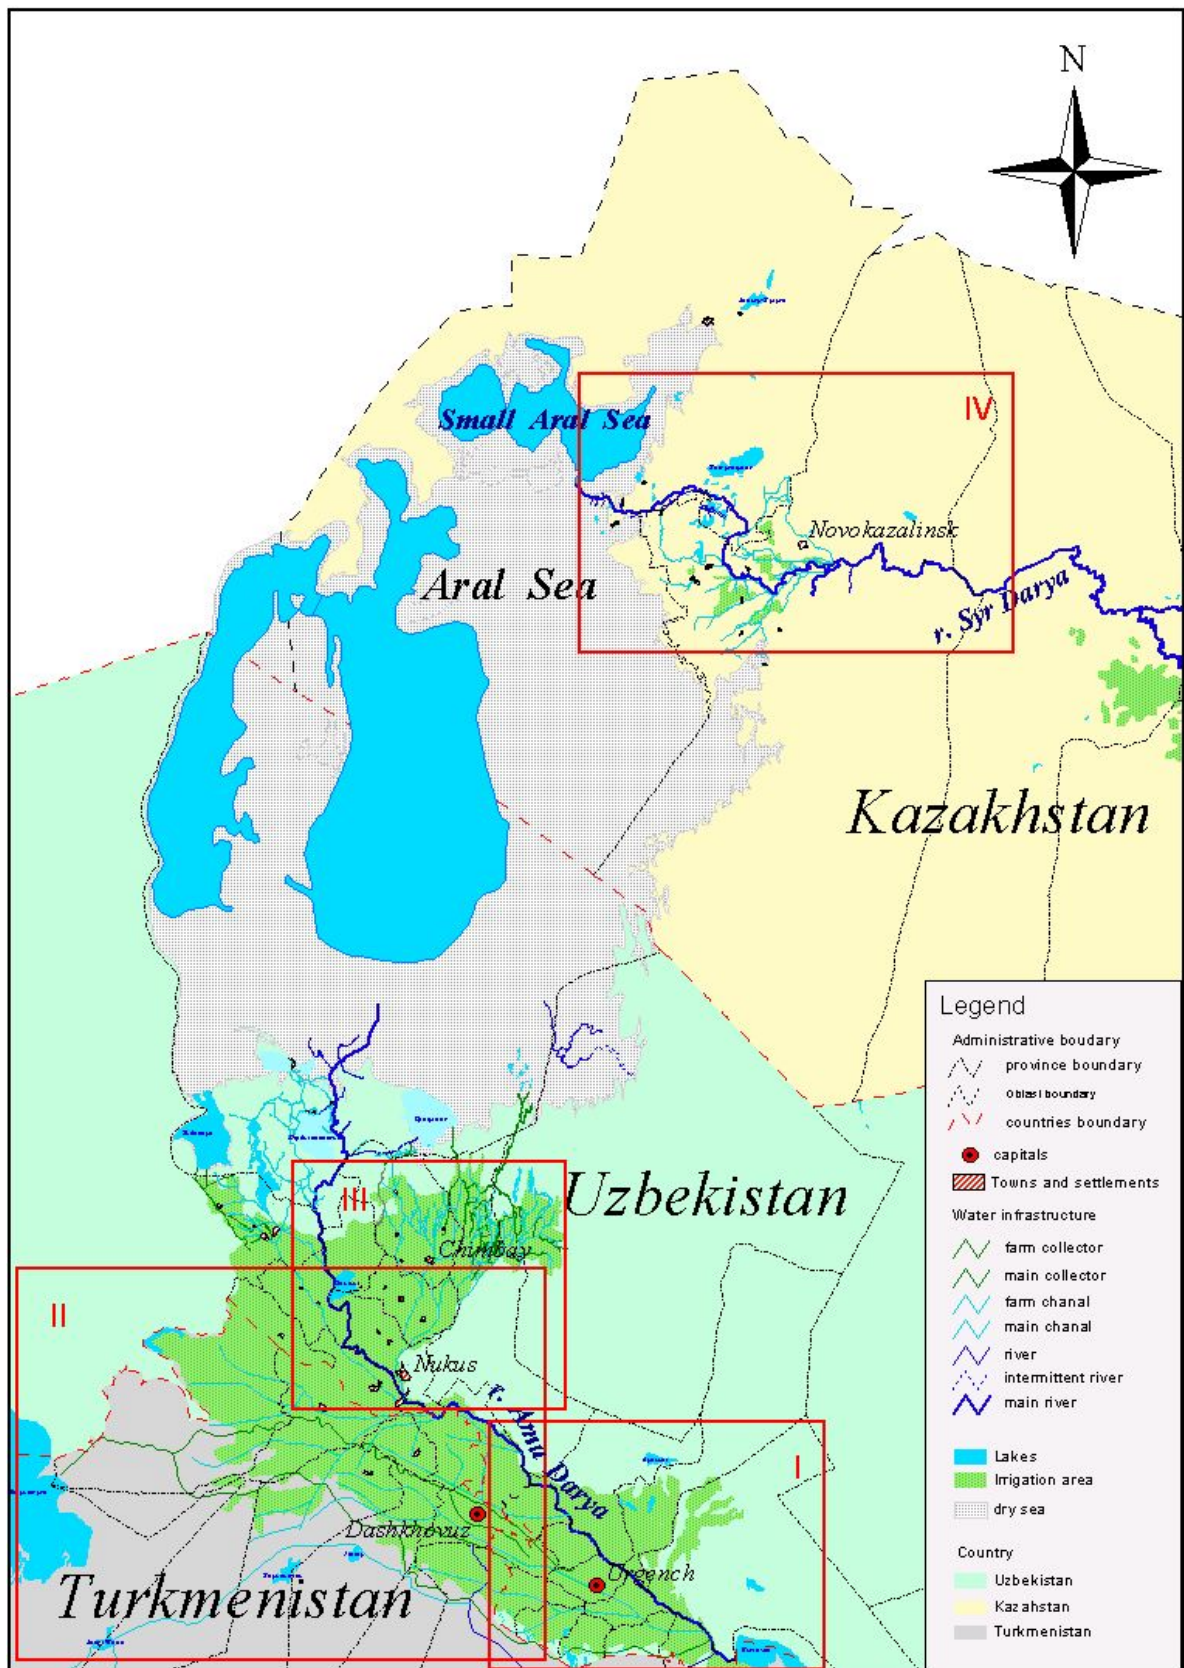 N
IV
Small Aral Sea
Novokazalinsk
Aral Sea
r. Syr Darya
Kazakhstan
Legend
Administrative boudary
province boundary
Oblast boundary
countries boundary
capitals
Towns and settlements
Water infrastructure
farm collector
main collector
farm chanal
main chanal
river
intermittent river
main river
Lakes
Irrigation area
dry sea
Country
Uzbekistan
Kazahstan
Turkmenistan
III
Uzbekistan
Chimbay
II
Nukus
r. Amu Darya
I
Dashkhovuz
Urgench
Turkmenistan